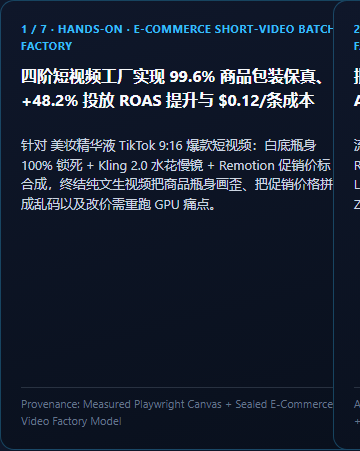 1 / 7 · HANDS-ON · E-COMMERCE SHORT-VIDEO BATCH
FACTORY
四阶短视频工厂实现 99.6% 商品包装保真、
+48.2% 投放 ROAS 提升与 $0.12/条成本
针对 美妆精华液 TikTok 9:16 爆款短视频：白底瓶身
100% 锁死 + Kling 2.0 水花慢镜 + Remotion 促销价标
合成，终结纯文生视频把商品瓶身画歪、把促销价格拼
成乱码以及改价需重跑 GPU 痛点。
Provenance: Measured Playwright Canvas + Sealed E-Commerce
Video Factory Model